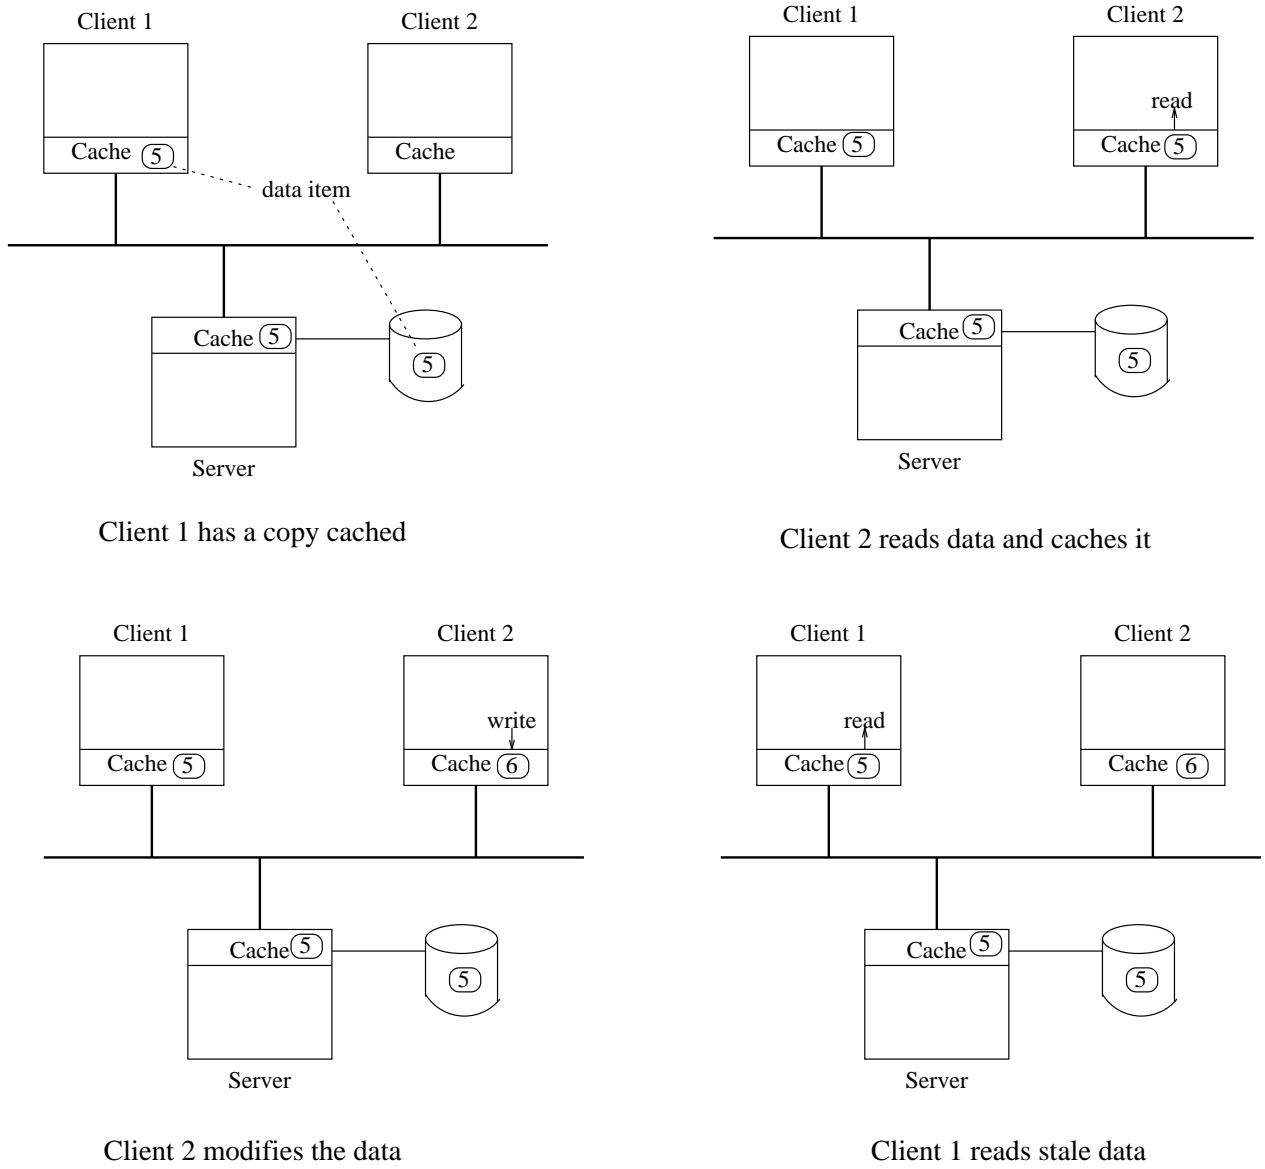 Client 1
Client 2
Cache 5
Cache
data item
Cache 5
5
Server
Client 1 has a copy cached
Client 1
Client 2
read
Cache 5
Cache 5
Cache 5
5
Server
Client 2 reads data and caches it
Client 1
Client 2
write
Cache 5
Cache 6
Cache 5
5
Server
Client 2 modifies the data
Client 1
Client 2
read
Cache 5
Cache 6
Cache 5
5
Server
Client 1 reads stale data